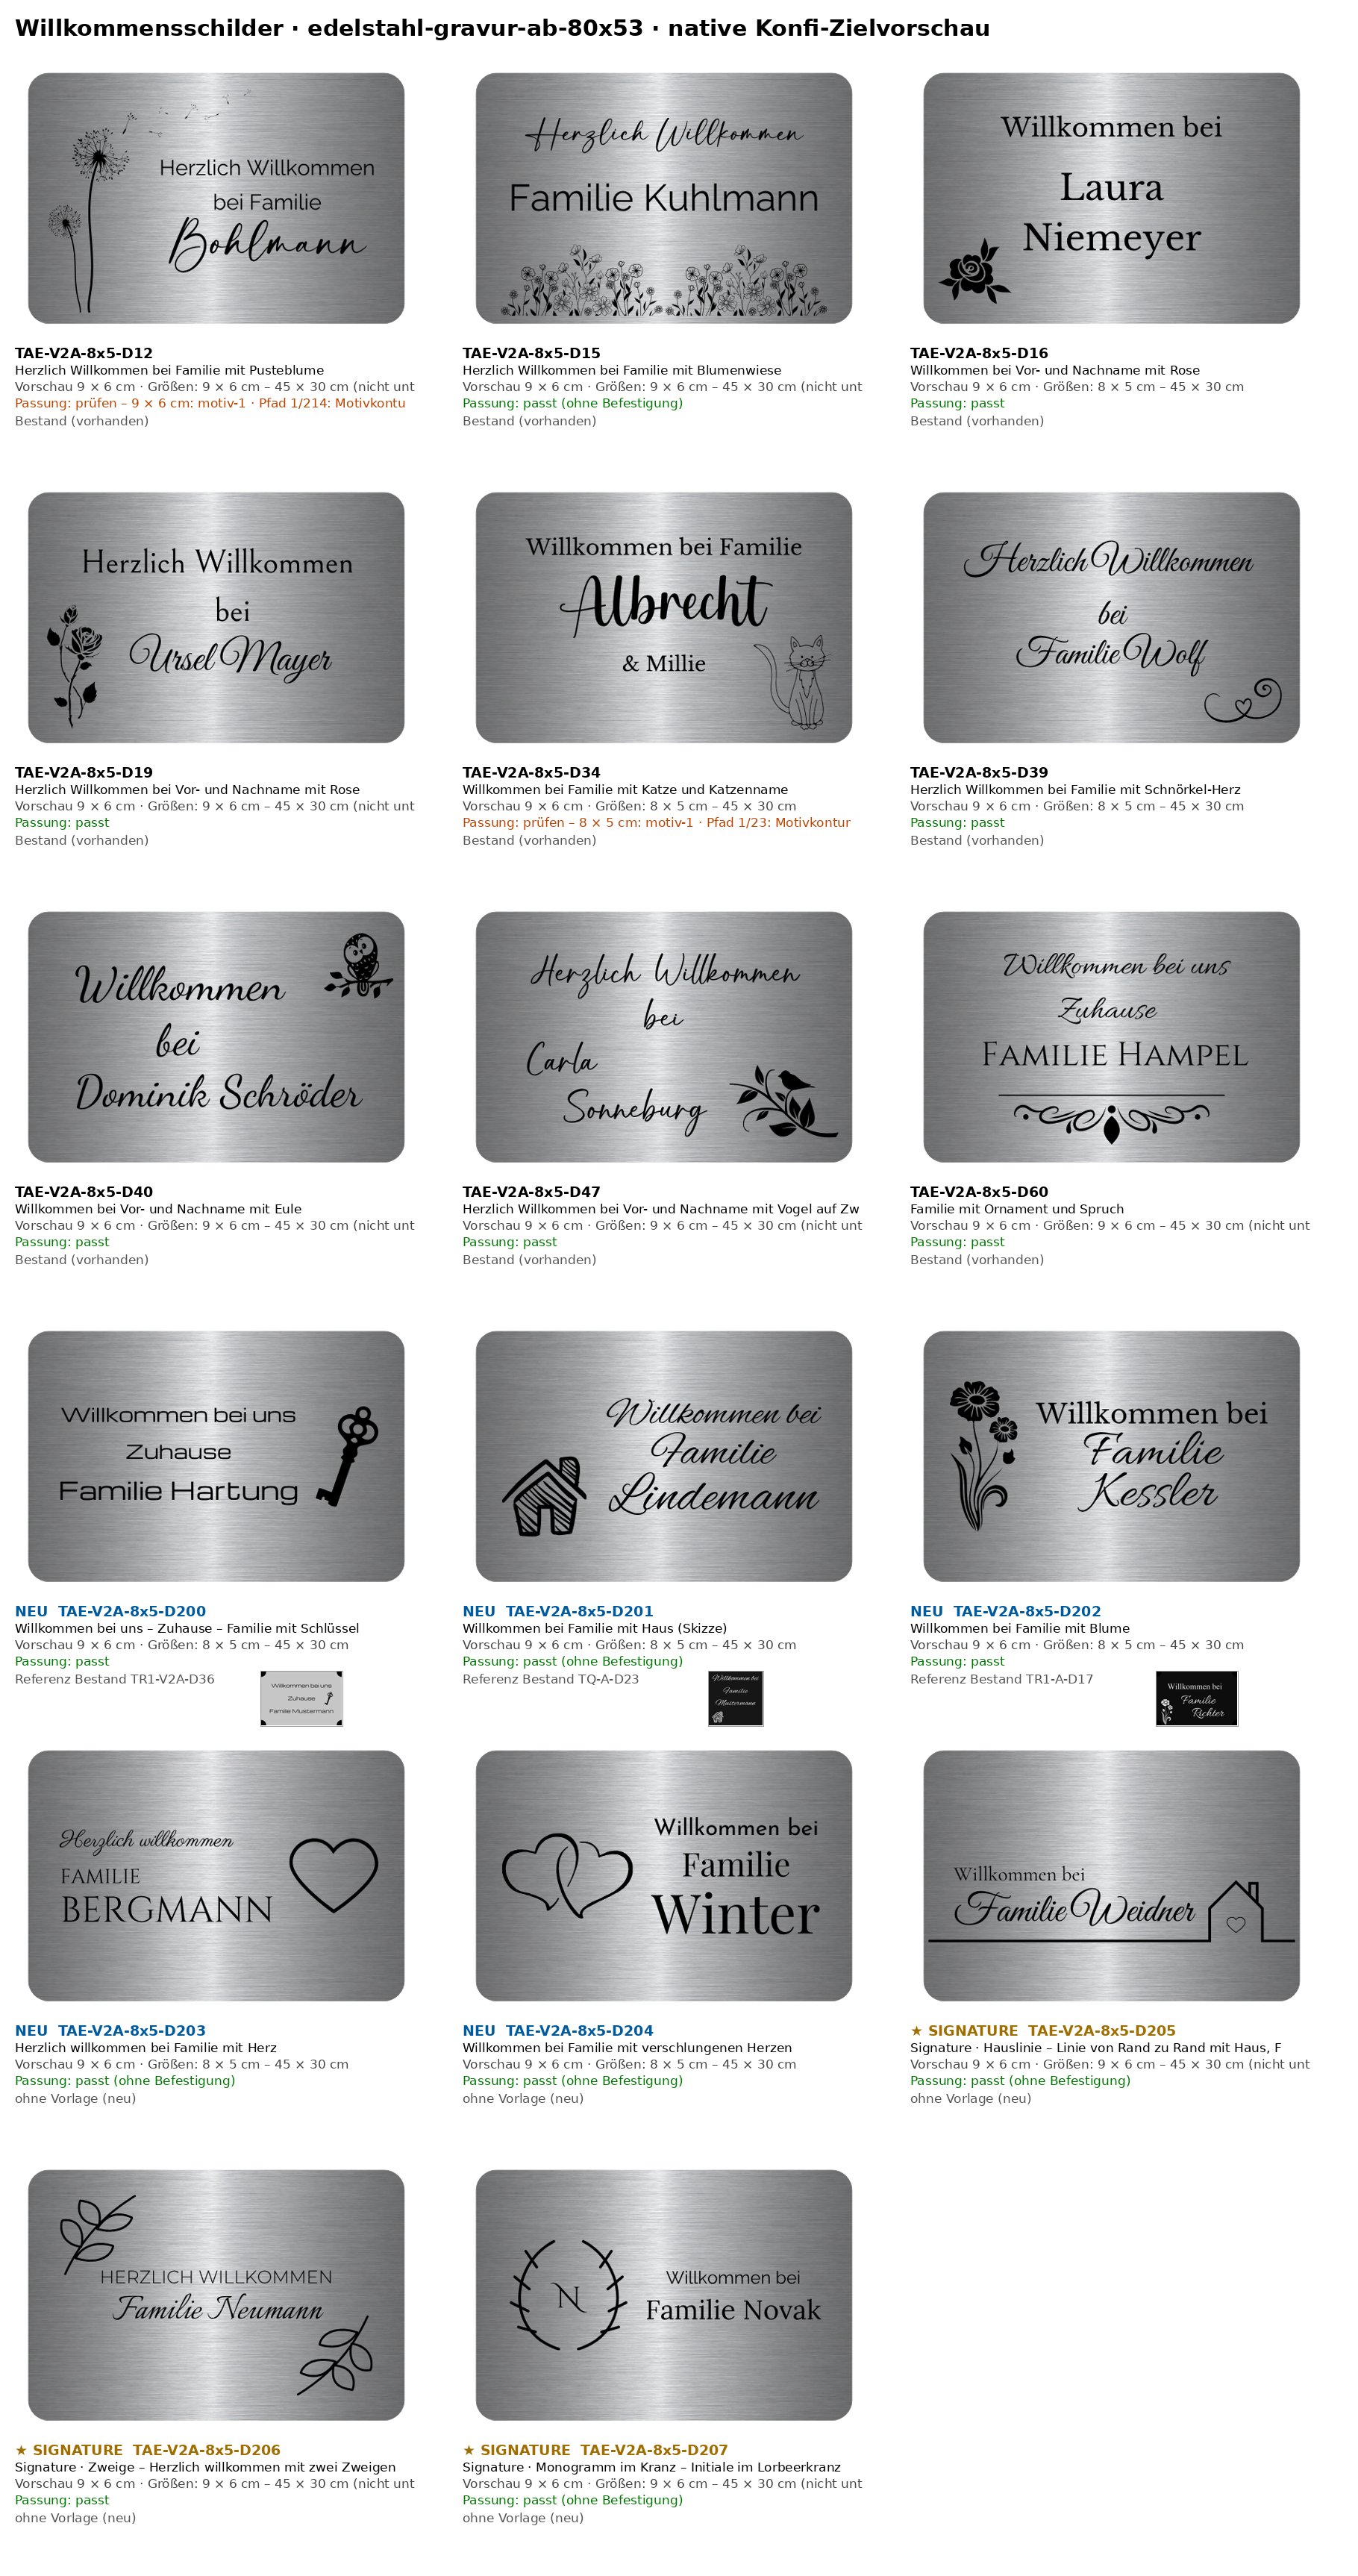 Willkommensschilder · edelstahl-gravur-ab-80x53 · native Konfi-Zielvorschau
Herzlich Willkommen
bei Familie
Bohlmann
TAE-V2A-8x5-D12
Herzlich Willkommen bei Familie mit Pusteblume
Vorschau 9 × 6 cm · Größen: 9 × 6 cm – 45 × 30 cm (nicht unt
Passung: prüfen – 9 × 6 cm: motiv-1 · Pfad 1/214: Motivkontu
Bestand (vorhanden)
Herzlich Willkommen
Familie Kuhlmann
TAE-V2A-8x5-D15
Herzlich Willkommen bei Familie mit Blumenwiese
Vorschau 9 × 6 cm · Größen: 9 × 6 cm – 45 × 30 cm (nicht unt
Passung: passt (ohne Befestigung)
Bestand (vorhanden)
Willkommen bei
Laura
Niemeyer
TAE-V2A-8x5-D16
Willkommen bei Vor- und Nachname mit Rose
Vorschau 9 × 6 cm · Größen: 8 × 5 cm – 45 × 30 cm
Passung: passt
Bestand (vorhanden)
Herzlich Willkommen
bei
Ursel Mayer
TAE-V2A-8x5-D19
Herzlich Willkommen bei Vor- und Nachname mit Rose
Vorschau 9 × 6 cm · Größen: 9 × 6 cm – 45 × 30 cm (nicht unt
Passung: passt
Bestand (vorhanden)
Willkommen bei Familie
Albrecht
& Millie
TAE-V2A-8x5-D34
Willkommen bei Familie mit Katze und Katzenname
Vorschau 9 × 6 cm · Größen: 8 × 5 cm – 45 × 30 cm
Passung: prüfen – 8 × 5 cm: motiv-1 · Pfad 1/23: Motivkontur
Bestand (vorhanden)
Herzlich Willkommen
bei
Familie Wolf
TAE-V2A-8x5-D39
Herzlich Willkommen bei Familie mit Schnörkel-Herz
Vorschau 9 × 6 cm · Größen: 8 × 5 cm – 45 × 30 cm
Passung: passt
Bestand (vorhanden)
Willkommen
bei
Dominik Schröder
TAE-V2A-8x5-D40
Willkommen bei Vor- und Nachname mit Eule
Vorschau 9 × 6 cm · Größen: 9 × 6 cm – 45 × 30 cm (nicht unt
Passung: passt
Bestand (vorhanden)
Herzlich Willkommen
bei
Carla
Sonneburg
TAE-V2A-8x5-D47
Herzlich Willkommen bei Vor- und Nachname mit Vogel auf Zw
Vorschau 9 × 6 cm · Größen: 9 × 6 cm – 45 × 30 cm (nicht unt
Passung: passt
Bestand (vorhanden)
Willkommen bei uns
Zuhause
FAMILIE HAMPEL
TAE-V2A-8x5-D60
Familie mit Ornament und Spruch
Vorschau 9 × 6 cm · Größen: 9 × 6 cm – 45 × 30 cm (nicht unt
Passung: passt
Bestand (vorhanden)
Willkommen bei uns
Zuhause
Familie Hartung
NEU TAE-V2A-8x5-D200
Willkommen bei uns – Zuhause – Familie mit Schlüssel
Vorschau 9 × 6 cm · Größen: 8 × 5 cm – 45 × 30 cm
Passung: passt
Referenz Bestand TR1-V2A-D36
Willkommen bei uns
Zuhause
Familie Mustermann
Willkommen bei
Familie
Lindemann
NEU TAE-V2A-8x5-D201
Willkommen bei Familie mit Haus (Skizze)
Vorschau 9 × 6 cm · Größen: 8 × 5 cm – 45 × 30 cm
Passung: passt (ohne Befestigung)
Referenz Bestand TQ-A-D23
Willkommen bei
Familie
Mustermann
Willkommen bei
Familie
Kessler
NEU TAE-V2A-8x5-D202
Willkommen bei Familie mit Blume
Vorschau 9 × 6 cm · Größen: 8 × 5 cm – 45 × 30 cm
Passung: passt
Referenz Bestand TR1-A-D17
Willkommen bei
Familie
Richter
Herzlich willkommen
FAMILIE
BERGMANN
NEU TAE-V2A-8x5-D203
Herzlich willkommen bei Familie mit Herz
Vorschau 9 × 6 cm · Größen: 8 × 5 cm – 45 × 30 cm
Passung: passt (ohne Befestigung)
ohne Vorlage (neu)
Willkommen bei
Familie
Winter
NEU TAE-V2A-8x5-D204
Willkommen bei Familie mit verschlungenen Herzen
Vorschau 9 × 6 cm · Größen: 8 × 5 cm – 45 × 30 cm
Passung: passt (ohne Befestigung)
ohne Vorlage (neu)
Willkommen bei
Familie Weidner
★ SIGNATURE TAE-V2A-8x5-D205
Signature · Hauslinie – Linie von Rand zu Rand mit Haus, F
Vorschau 9 × 6 cm · Größen: 9 × 6 cm – 45 × 30 cm (nicht unt
Passung: passt (ohne Befestigung)
ohne Vorlage (neu)
HERZLICH WILLKOMMEN
Familie Neumann
★ SIGNATURE TAE-V2A-8x5-D206
Signature · Zweige – Herzlich willkommen mit zwei Zweigen
Vorschau 9 × 6 cm · Größen: 9 × 6 cm – 45 × 30 cm (nicht unt
Passung: passt
ohne Vorlage (neu)
N
Willkommen bei
Familie Novak
★ SIGNATURE TAE-V2A-8x5-D207
Signature · Monogramm im Kranz – Initiale im Lorbeerkranz
Vorschau 9 × 6 cm · Größen: 9 × 6 cm – 45 × 30 cm (nicht unt
Passung: passt (ohne Befestigung)
ohne Vorlage (neu)